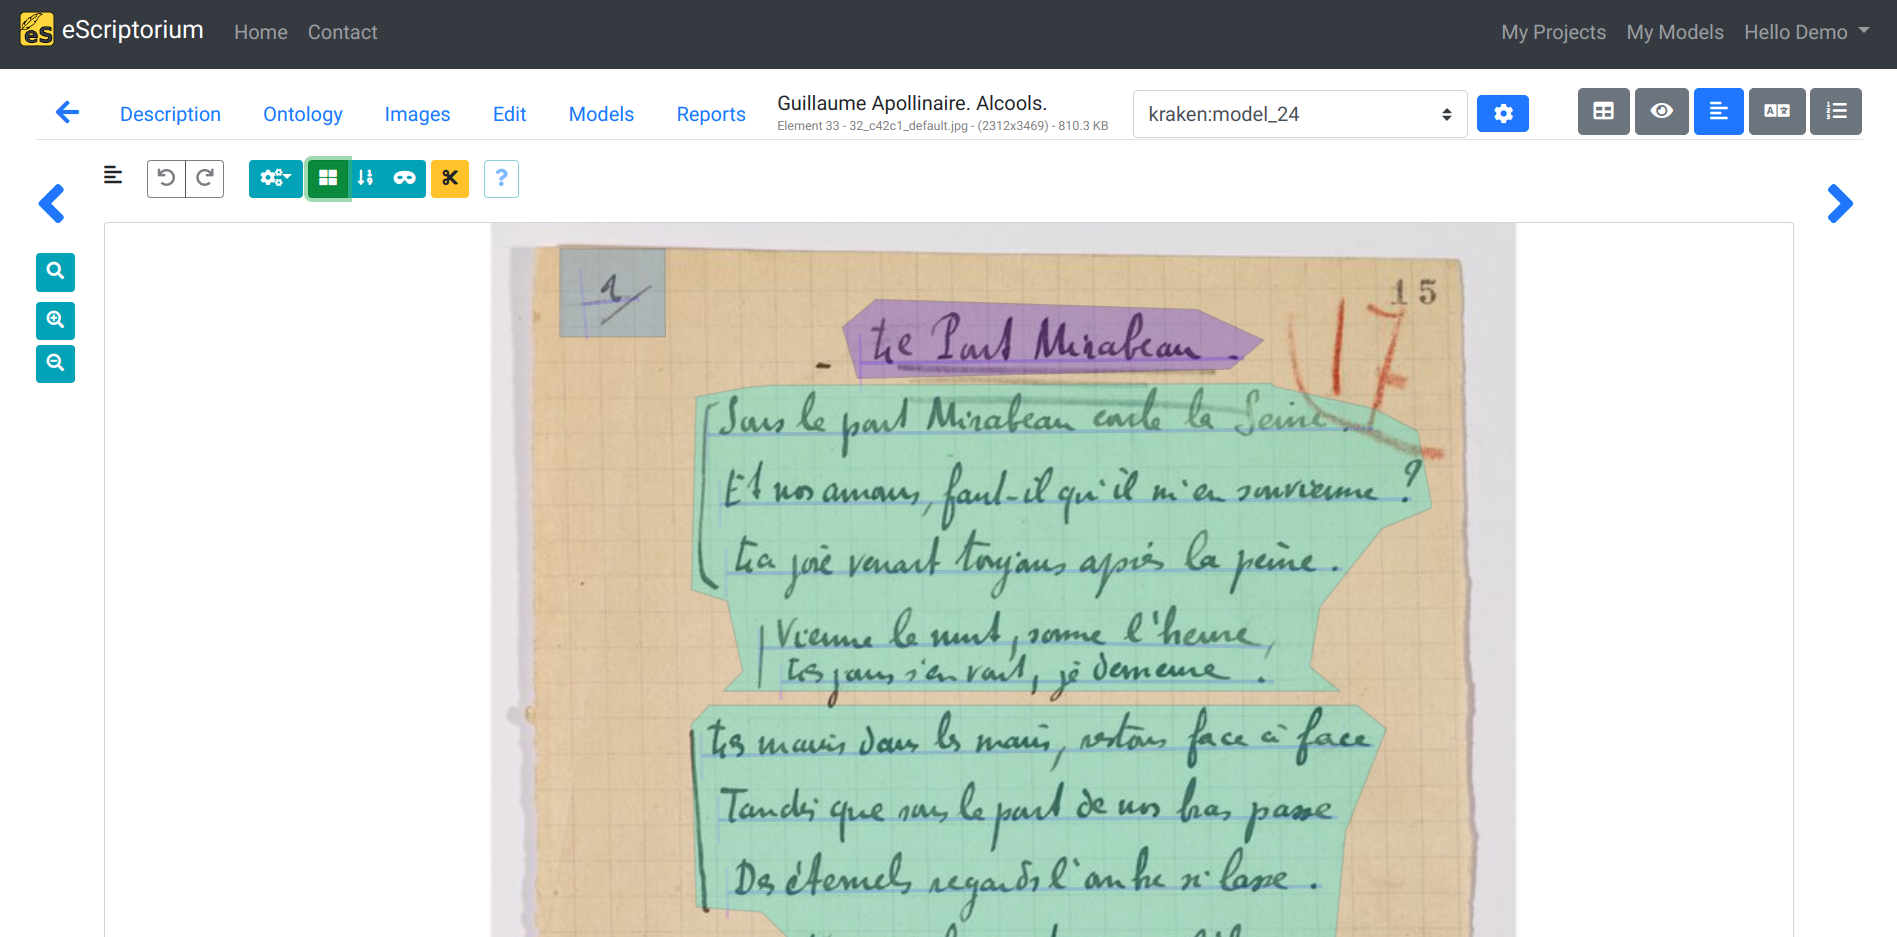 eScriptorium Home Contact My Projects My Models Hello Demo
Description Ontology Images Edit Models Reports
Guillaume Apollinaire. Alcools.
Element 33 - 32_c42c1_default.jpg - (2312x3469) - 810.3 KB
kraken:model_24
?
1/
15
17
- Le Pont Mirabeau -
Sous le pont Mirabeau coule la Seine.
Et nos amours, faut-il qu'il m'en souvienne ?
La joie venait toujours après la peine.
Vienne la nuit, sonne l'heure,
Les jours s'en vont, je demeure.
Les mains dans les mains, restons face à face
Tandis que sous le pont de nos bras passe
Des éternels regards l'onde si lasse.